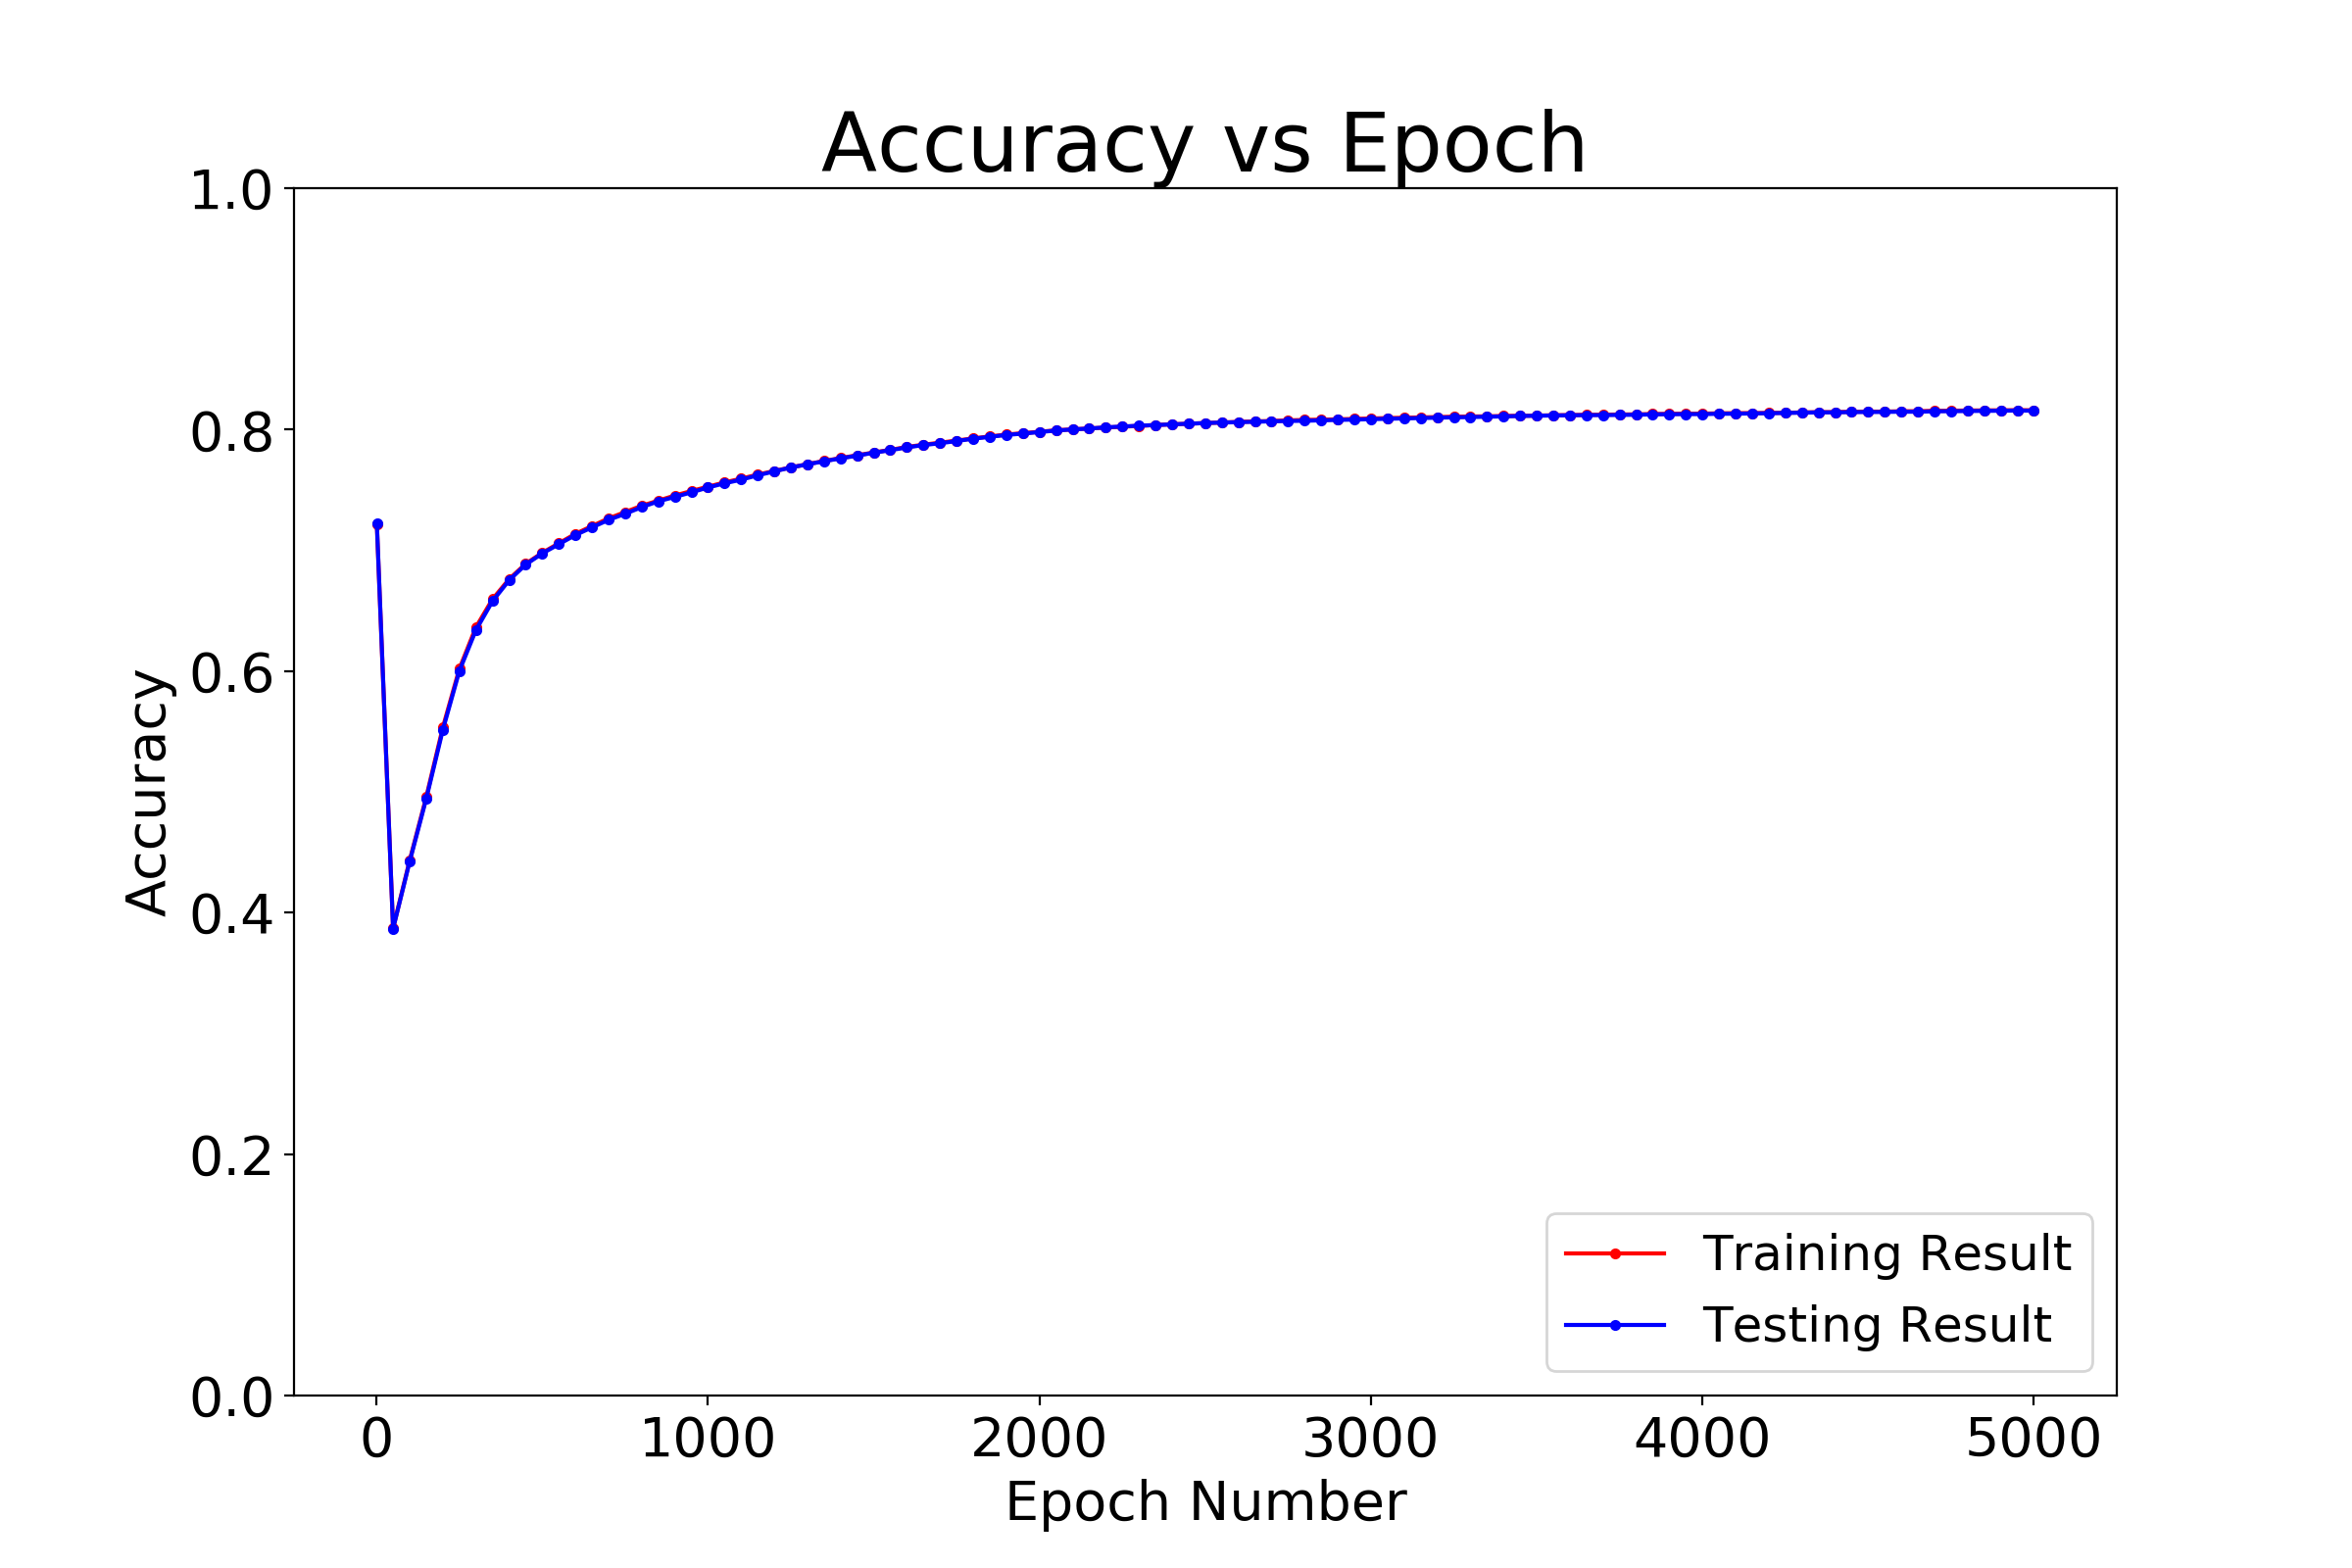 Accuracy vs Epoch
1.0
0.8
0.6
0.4
0.2
0.0
Accuracy
0 1000 2000 3000 4000 5000
Epoch Number
Training Result
Testing Result